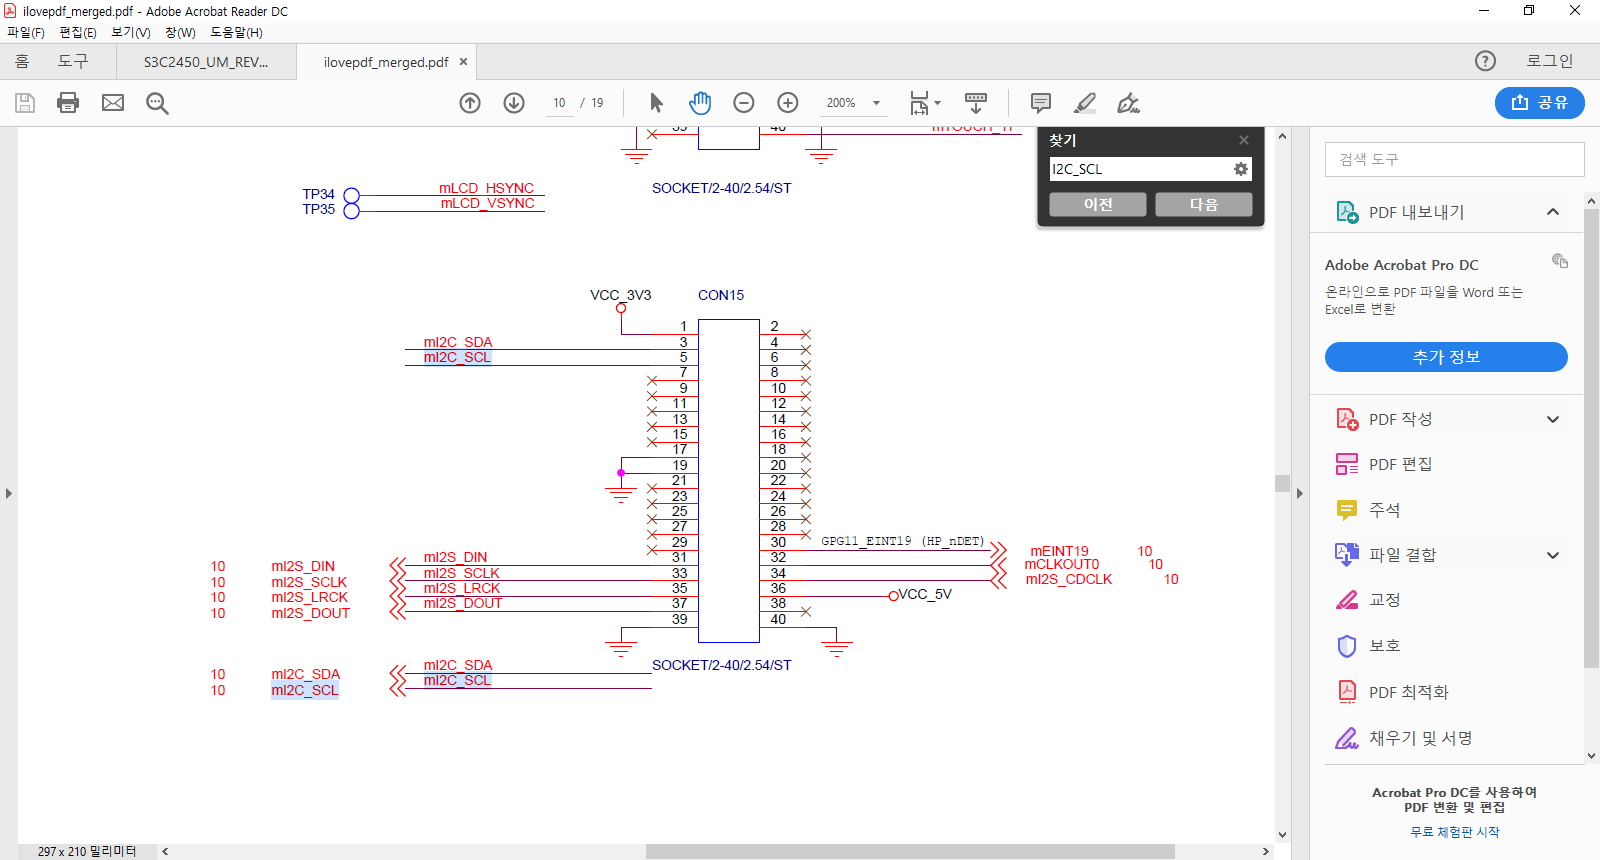 ilovepdf_merged.pdf - Adobe Acrobat Reader DC
파일(F) 편집(E) 보기(V) 창(W) 도움말(H)
홈 도구 S3C2450_UM_REV... ilovepdf_merged.pdf × 로그인
10 / 19 200% 공유
39 40
찾기
I2C_SCL
이전 다음
SOCKET/2-40/2.54/ST
TP34 mLCD_HSYNC
TP35 mLCD_VSYNC
VCC_3V3 CON15
1 2
mI2C_SDA 3 4
mI2C_SCL 5 6
7 8
9 10
11 12
13 14
15 16
17 18
19 20
21 22
23 24
25 26
27 28
29 30 GPG11_EINT19 (HP_nDET) mEINT19 10
10 mI2S_DIN mI2S_DIN 31 32 mCLKOUT0 10
10 mI2S_SCLK mI2S_SCLK 33 34 mI2S_CDCLK 10
10 mI2S_LRCK mI2S_LRCK 35 36 VCC_5V
10 mI2S_DOUT mI2S_DOUT 37 38
39 40
SOCKET/2-40/2.54/ST
10 mI2C_SDA mI2C_SDA
10 mI2C_SCL mI2C_SCL
297 x 210 밀리미터
검색 도구
PDF 내보내기
Adobe Acrobat Pro DC
온라인으로 PDF 파일을 Word 또는
Excel로 변환
추가 정보
PDF 작성
PDF 편집
주석
파일 결합
교정
보호
PDF 최적화
채우기 및 서명
Acrobat Pro DC를 사용하여
PDF 변환 및 편집
무료 체험판 시작